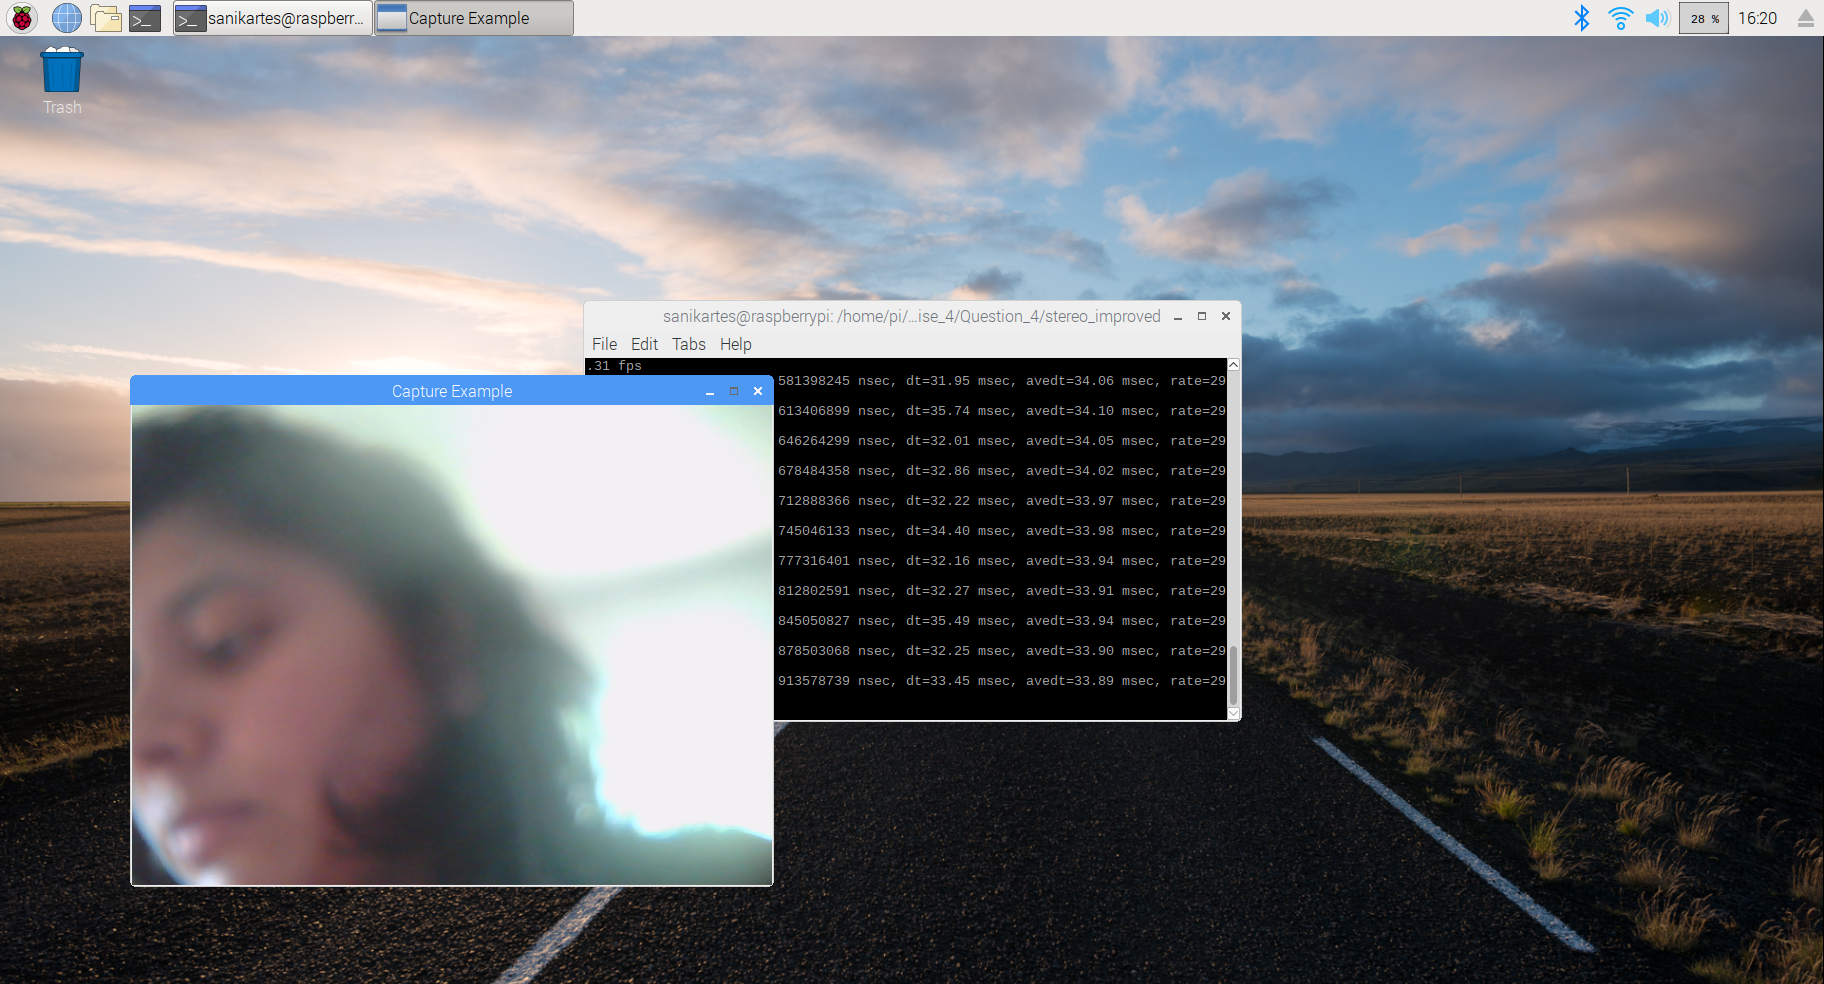 sanikartes@raspberr...
Capture Example
28 %
16:20
Trash
sanikartes@raspberrypi: /home/pi/...ise_4/Question_4/stereo_improved
File Edit Tabs Help
.31 fps
581398245 nsec, dt=31.95 msec, avedt=34.06 msec, rate=29
613406899 nsec, dt=35.74 msec, avedt=34.10 msec, rate=29
646264299 nsec, dt=32.01 msec, avedt=34.05 msec, rate=29
678484358 nsec, dt=32.86 msec, avedt=34.02 msec, rate=29
712888366 nsec, dt=32.22 msec, avedt=33.97 msec, rate=29
745046133 nsec, dt=34.40 msec, avedt=33.98 msec, rate=29
777316401 nsec, dt=32.16 msec, avedt=33.94 msec, rate=29
812802591 nsec, dt=32.27 msec, avedt=33.91 msec, rate=29
845050827 nsec, dt=35.49 msec, avedt=33.94 msec, rate=29
878503068 nsec, dt=32.25 msec, avedt=33.90 msec, rate=29
913578739 nsec, dt=33.45 msec, avedt=33.89 msec, rate=29
Capture Example